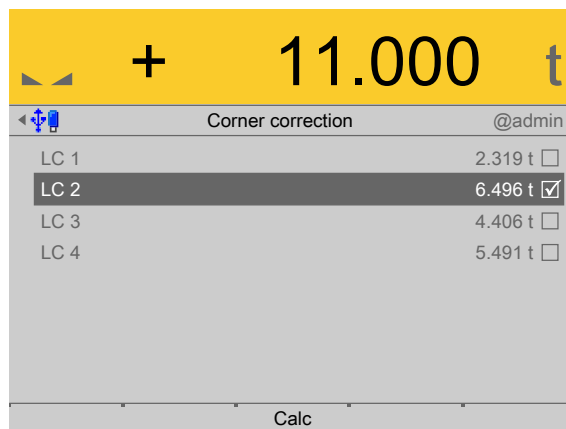 + 11.000 t
Corner correction @admin
LC 1 2.319 t
LC 2 6.496 t
LC 3 4.406 t
LC 4 5.491 t
Calc